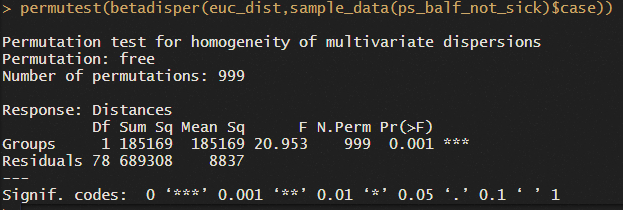 > permutest(betadisper(euc_dist,sample_data(ps_balf_not_sick)$case))
Permutation test for homogeneity of multivariate dispersions
Permutation: free
Number of permutations: 999
Response: Distances
Df Sum Sq Mean Sq F N.Perm Pr(>F)
Groups 1 185169 185169 20.953 999 0.001 ***
Residuals 78 689308 8837
---
Signif. codes: 0 ‘***’ 0.001 ‘**’ 0.01 ‘*’ 0.05 ‘.’ 0.1 ‘ ’ 1